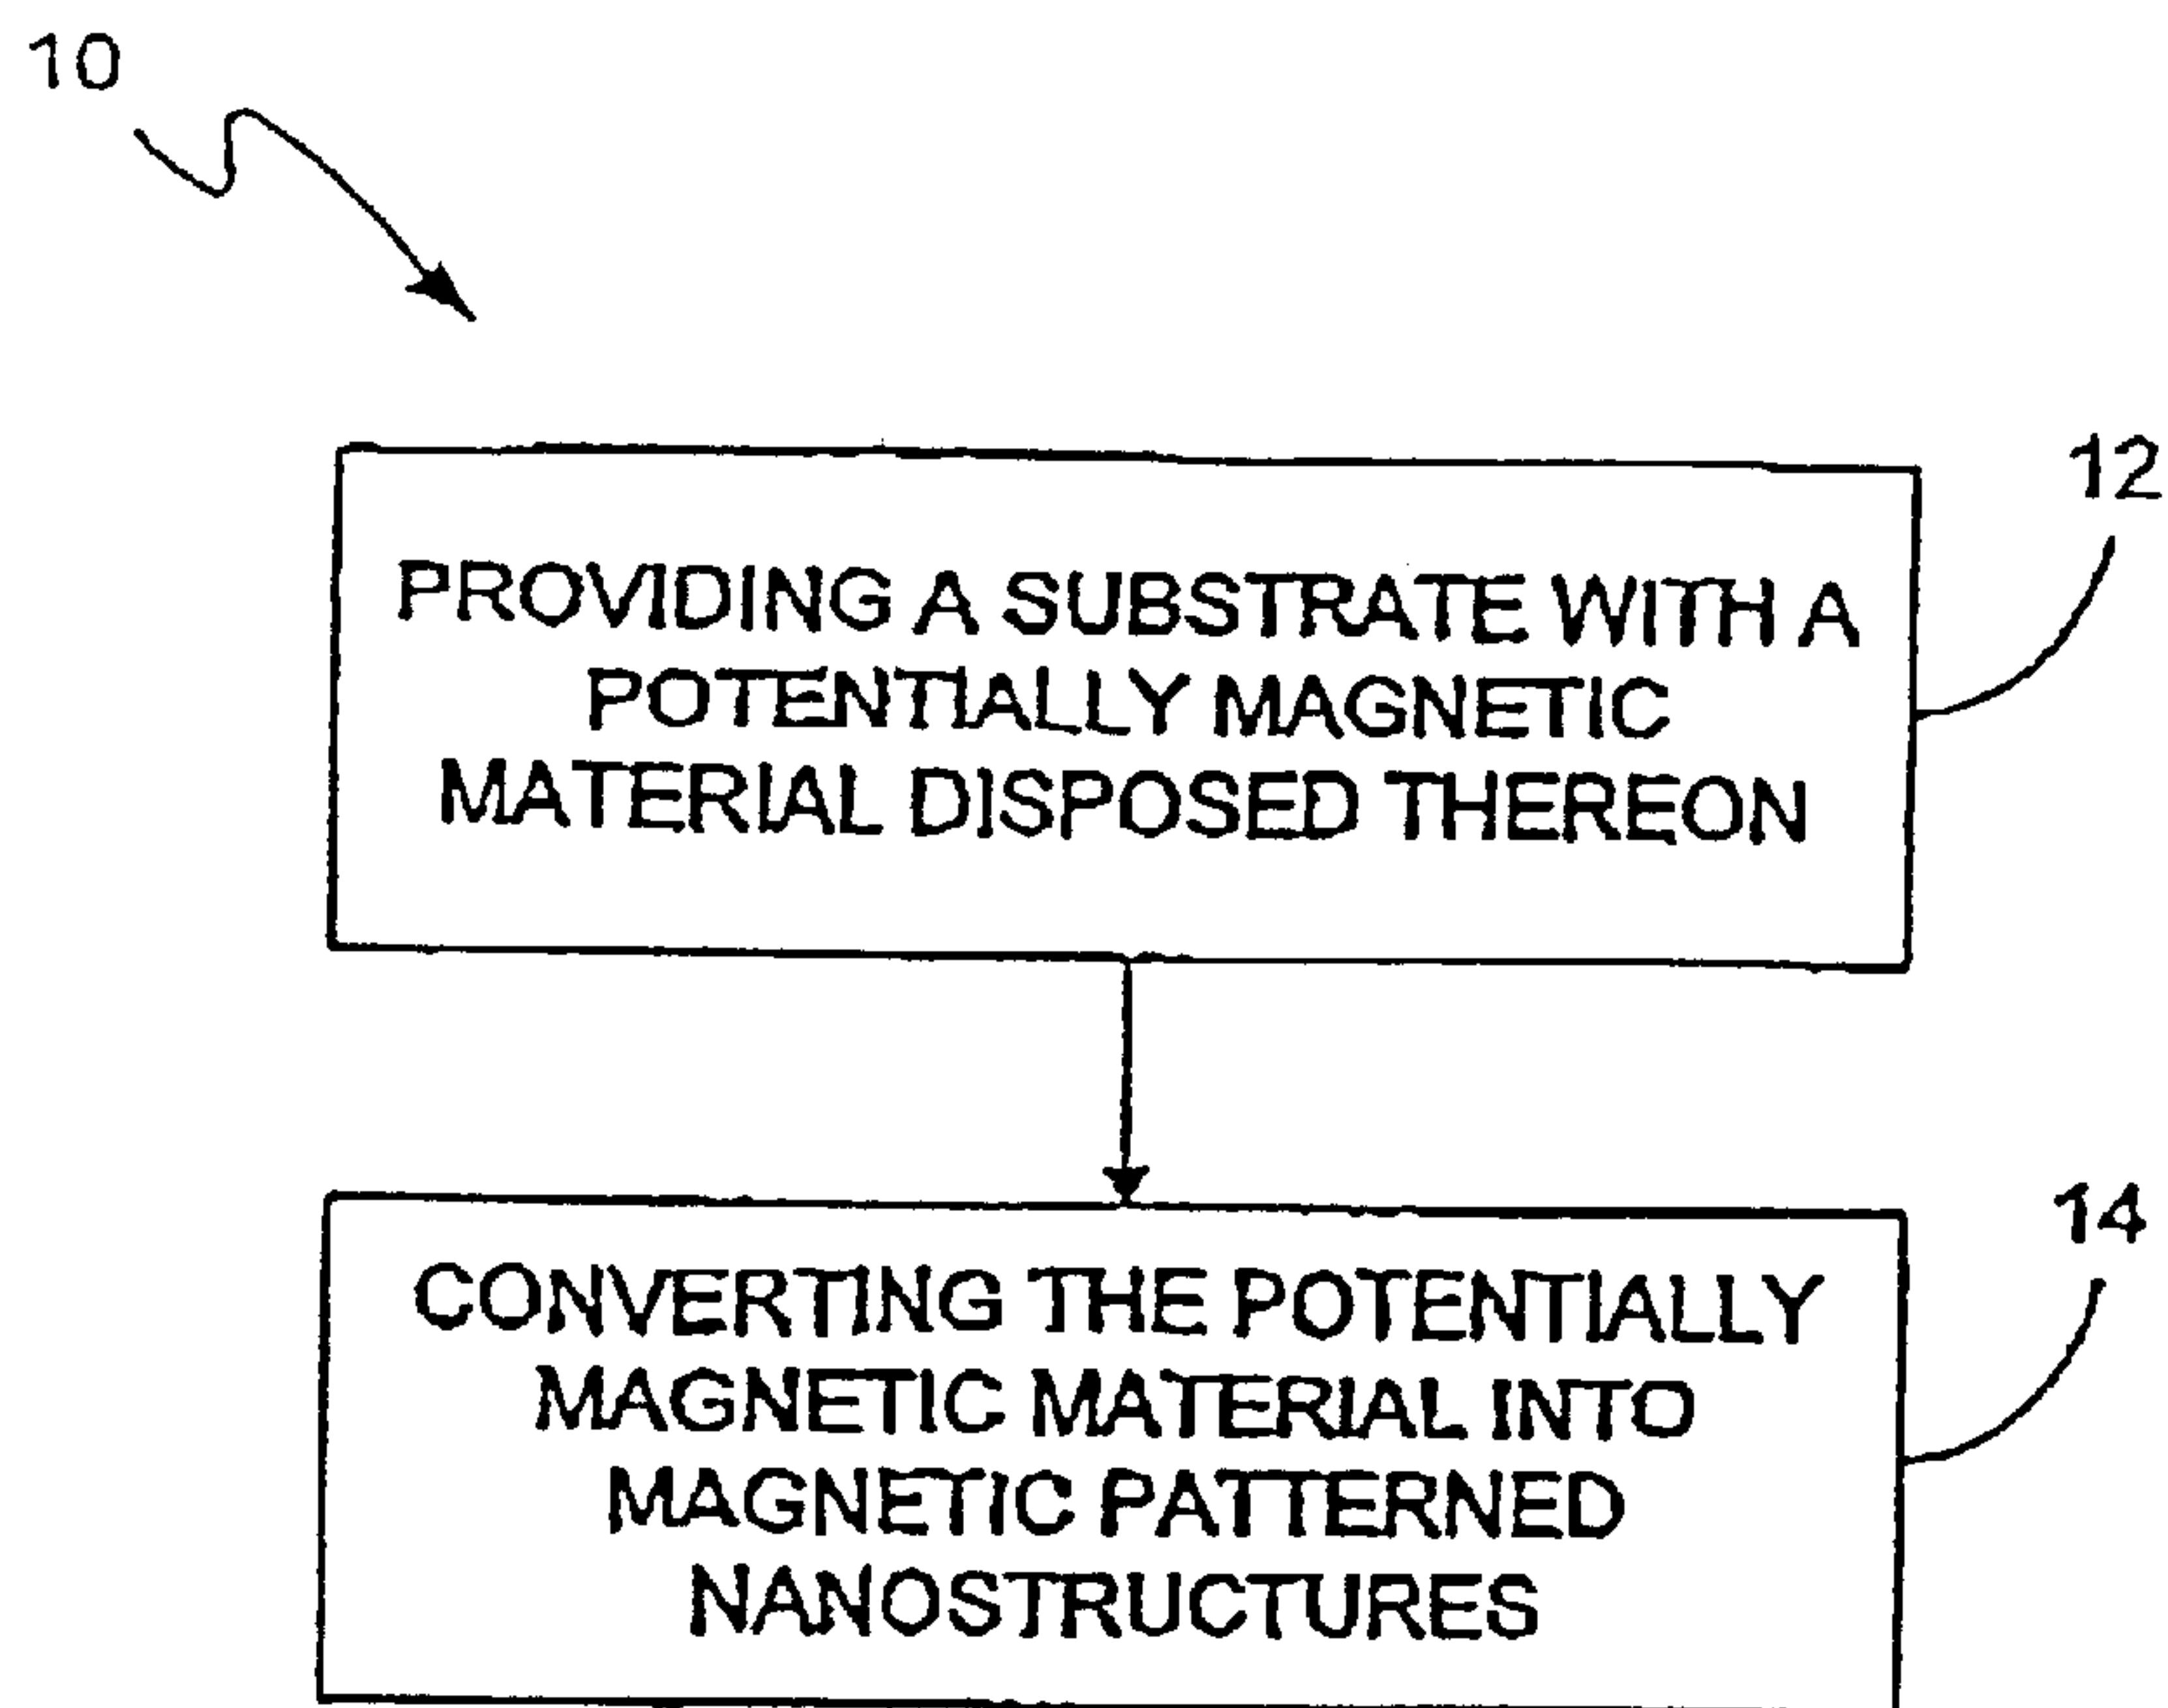 10
12
PROVIDING A SUBSTRATE WITH A
POTENTIALLY MAGNETIC
MATERIAL DISPOSED THEREON
14
CONVERTING THE POTENTIALLY
MAGNETIC MATERIAL INTO
MAGNETIC PATTERNED
NANOSTRUCTURES